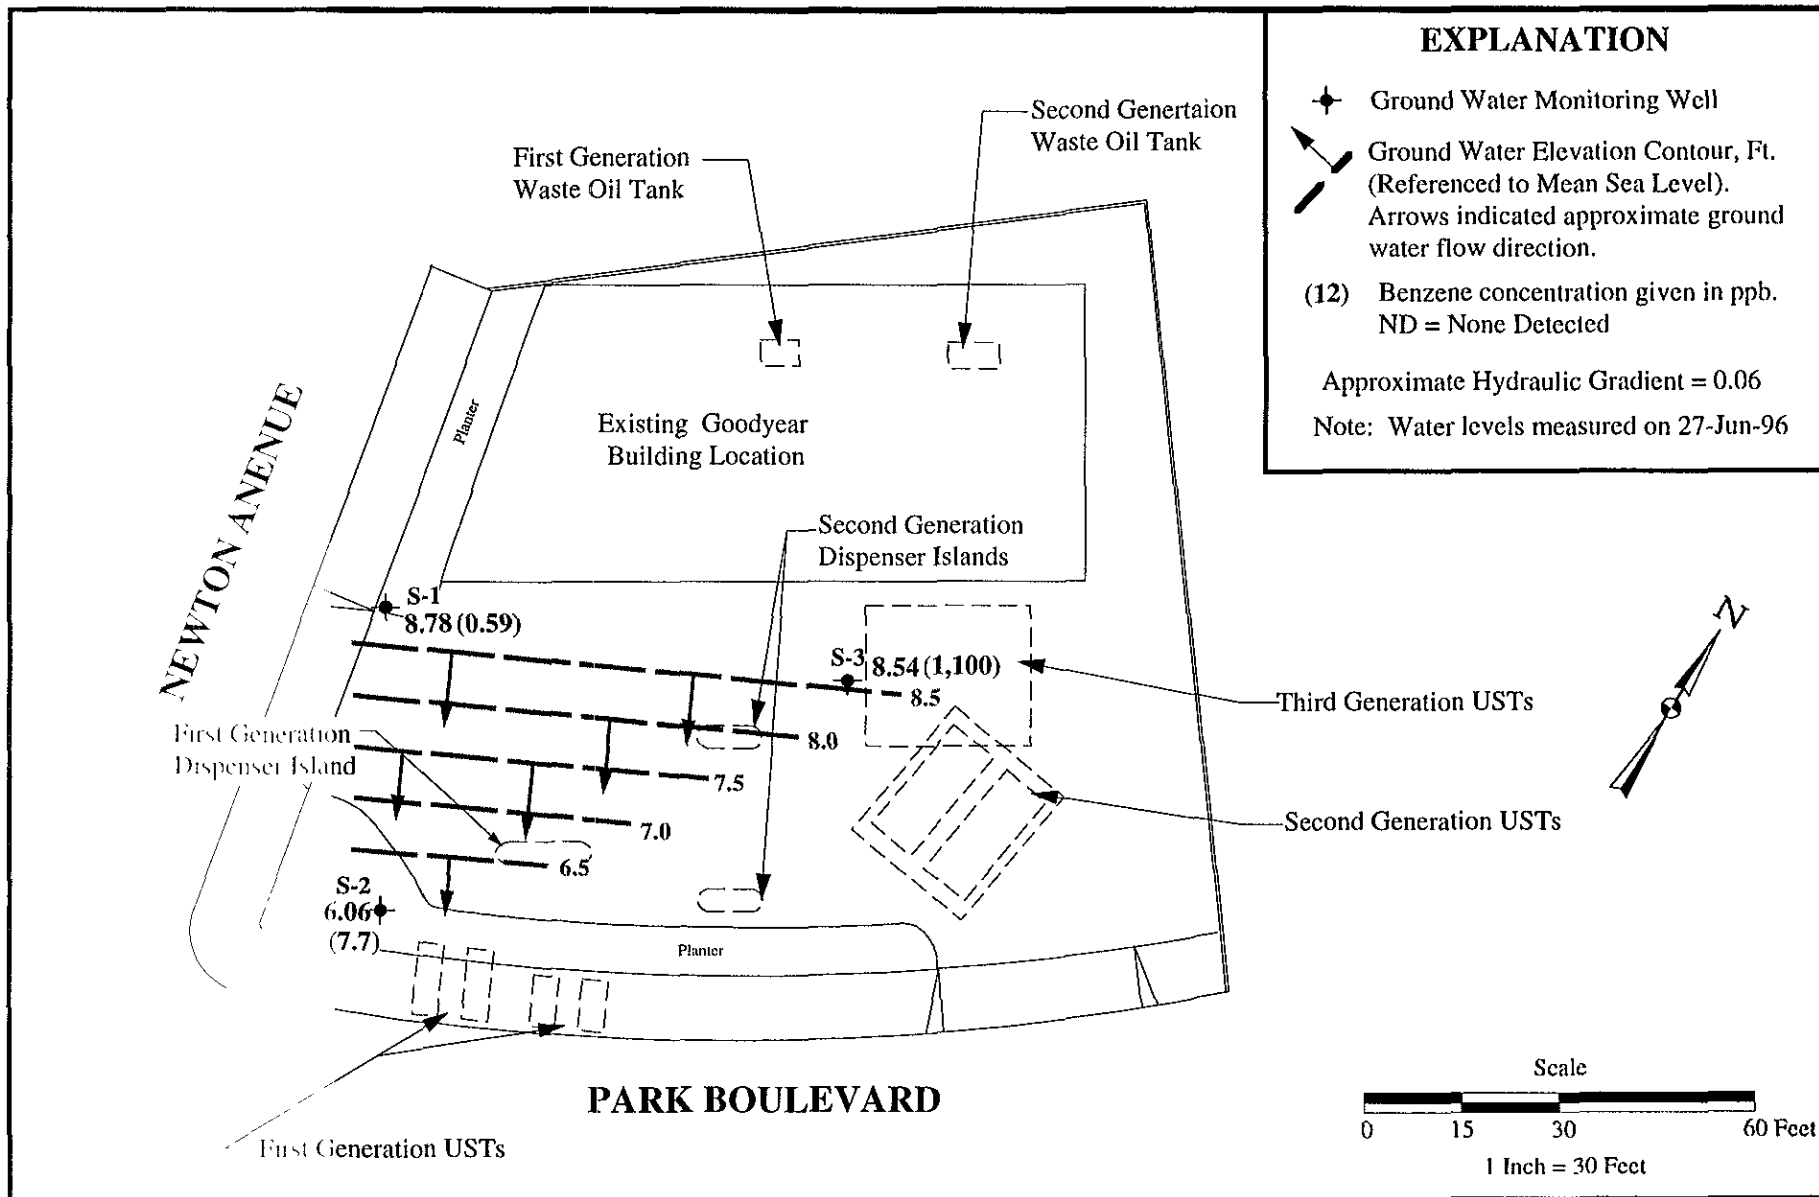 EXPLANATION
Ground Water Monitoring Well
Ground Water Elevation Contour, Ft.
(Referenced to Mean Sea Level).
Arrows indicated approximate ground
water flow direction.
(12) Benzene concentration given in ppb.
ND = None Detected
Approximate Hydraulic Gradient = 0.06
Note: Water levels measured on 27-Jun-96
Second Genertaion
Waste Oil Tank
First Generation
Waste Oil Tank
Planter
Existing Goodyear
Building Location
NEWTON ANENUE
Second Generation
Dispenser Islands
S-1
8.78 (0.59)
S-3
8.54 (1,100)
8.5
8.0
7.5
7.0
6.5
First Generation
Dispenser Island
S-2
6.06
(7.7)
Third Generation USTs
Second Generation USTs
N
Planter
PARK BOULEVARD
First Generation USTs
Scale
0 15 30 60 Feet
1 Inch = 30 Feet